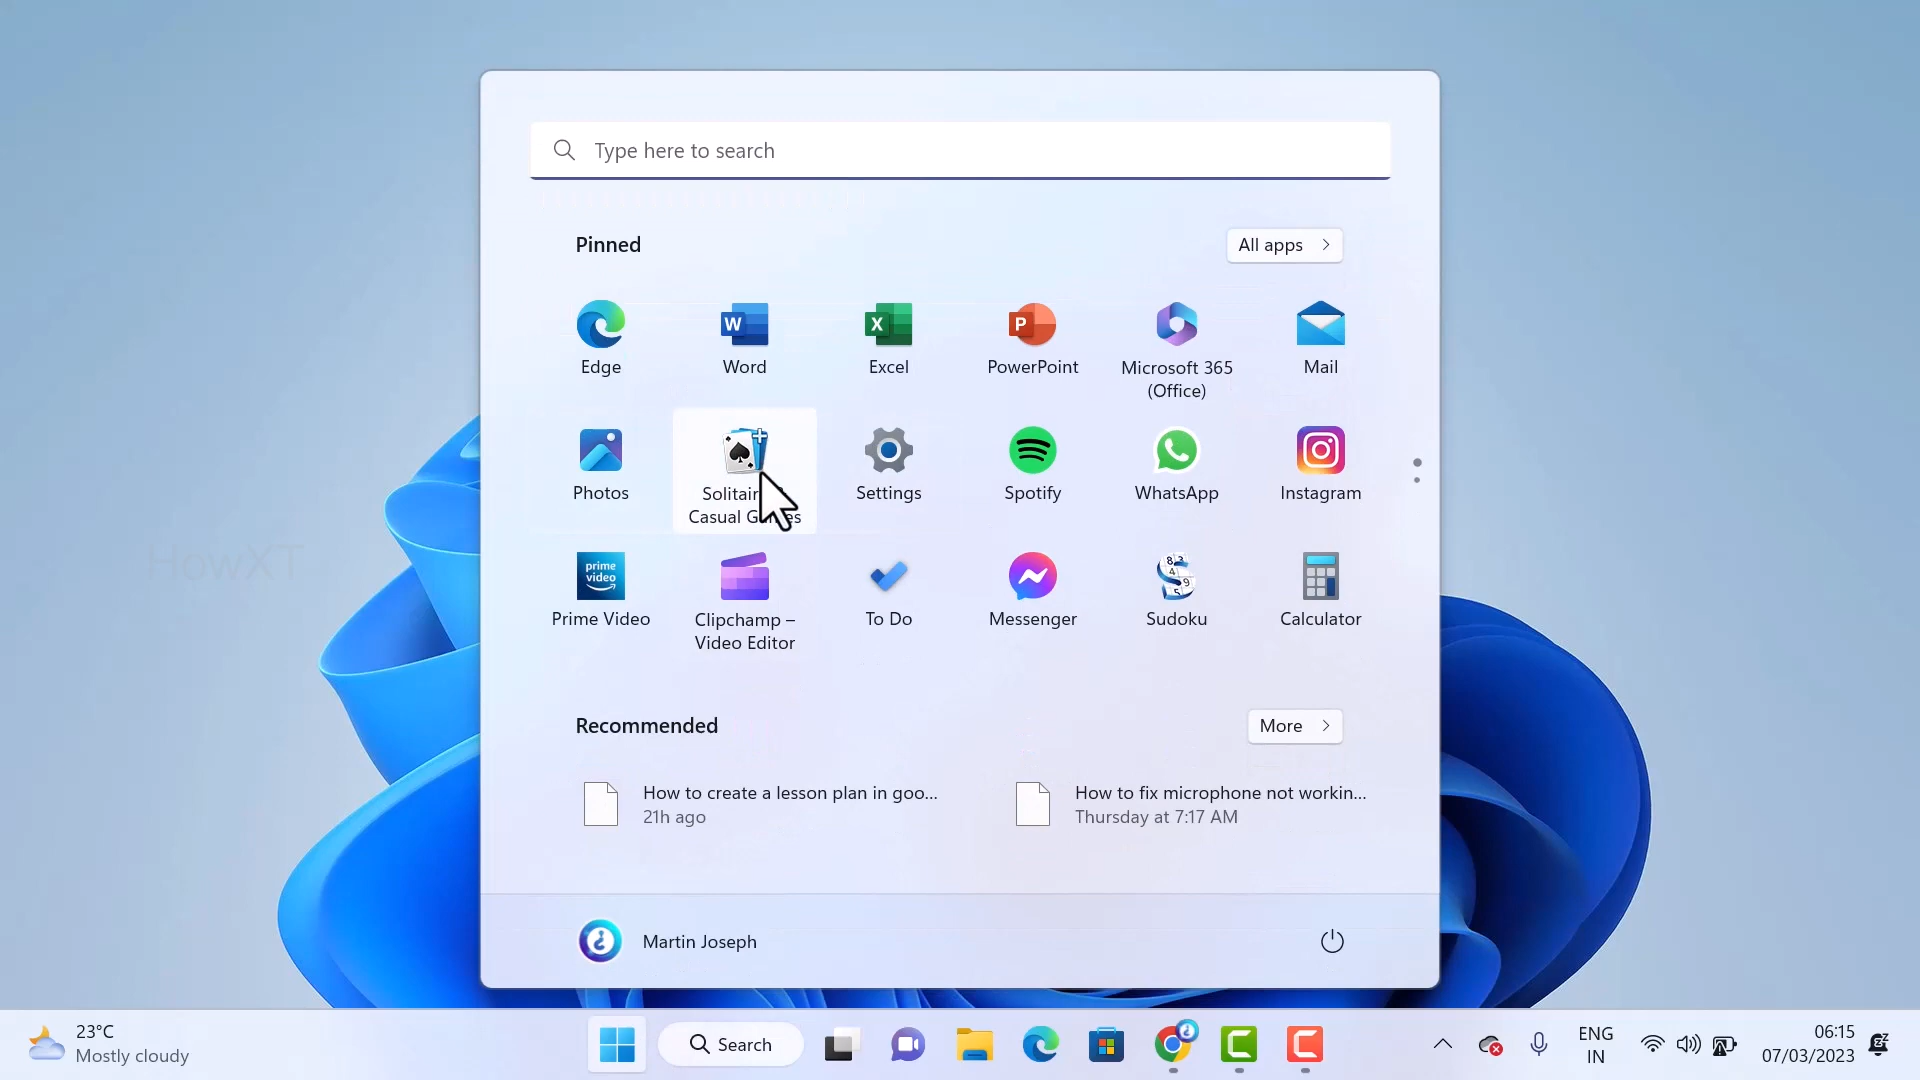 Type here to search
Pinned
All apps
Edge
Word
Excel
PowerPoint
Microsoft 365
(Office)
Mail
Photos
Casual
Settings
Spotify
WhatsApp
Instagram
prime
video
Prime Video
Clipchamp –
Video Editor
To Do
Messenger
Sudoku
Calculator
HowXT
Recommended
More
How to create a lesson plan in goo...
21h ago
How to fix microphone not workin...
Thursday at 7:17 AM
Martin Joseph
23°C
Mostly cloudy
Search
ENG
IN
06:15
07/03/2023